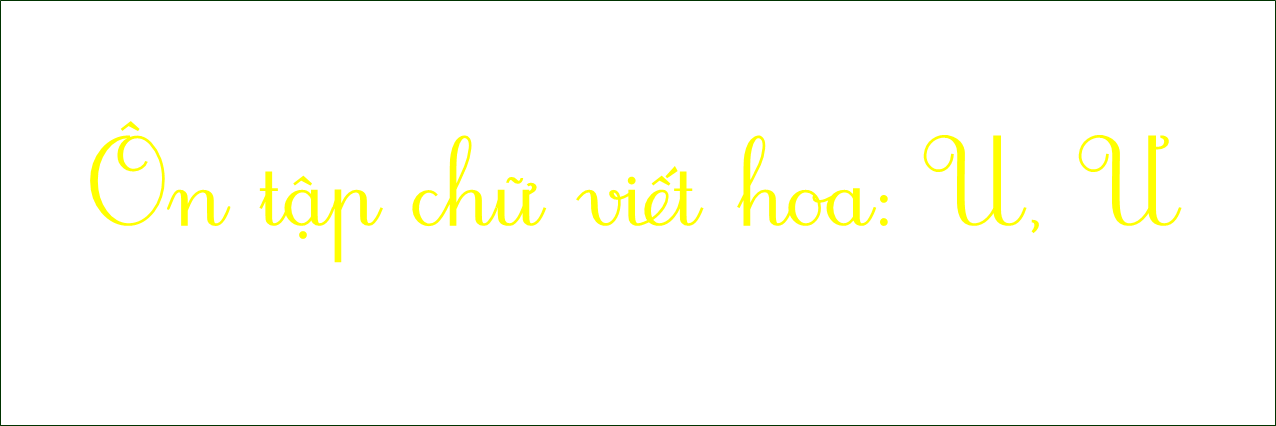 Ôn tập chữ viết hoa: U, Ư